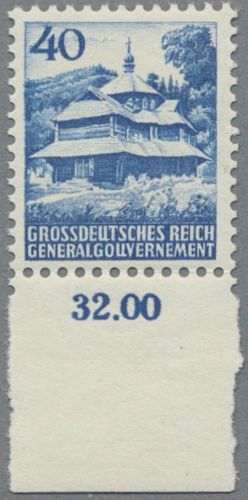 40
GROSSDEUTSCHES REICH
GENERALGOUVERNEMENT
32.00